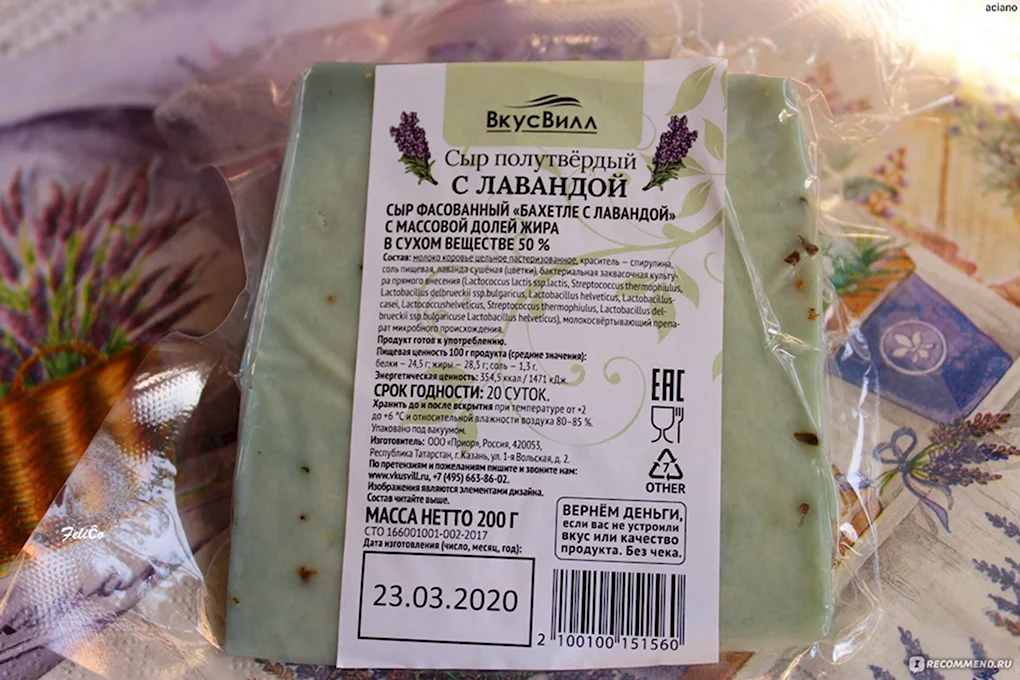 aciano
ВкусВилл
Сыр полутвёрдый
С ЛАВАНДОЙ
СЫР ФАСОВАННЫЙ «БАХЕТЛЕ С ЛАВАНДОЙ»
С МАССОВОЙ ДОЛЕЙ ЖИРА
В СУХОМ ВЕЩЕСТВЕ 50 %
Состав: молоко коровье цельное пастеризованное, краситель – спирулина,
соль пищевая, лаванда сушёная (цветки), бактериальная заквасочная культу-
ра прямого внесения (Lactococcus lactis ssp.lactis, Streptococcus thermophiulus,
Lactobacillus delbrueckii ssp.bulgaricus, Lactobacillus helveticus, Lactobacillus-
casei, Lactococcushelveticus, Streptococcus thermophiulus, Lactobacillus del-
brueckii ssp.bulgaricuse Lactobacillus helveticus), молокосвёртывающий препа-
рат микробного происхождения.
Продукт готов к употреблению.
Пищевая ценность 100 г продукта (средние значения):
белки – 24,5 г; жиры – 28,5 г; соль – 1,3 г.
Энергетическая ценность: 354,5 ккал / 1471 кДж.
СРОК ГОДНОСТИ: 20 СУТОК.
Хранить до и после вскрытия при температуре от +2
до +6 °С и относительной влажности воздуха 80–85 %.
Упаковано под вакуумом.
Изготовитель: ООО «Приор», Россия, 420053,
Республика Татарстан, г. Казань, ул. 1-я Вольская, д. 2.
По претензиям и пожеланиям пишите и звоните нам:
www.vkusvill.ru, +7 (495) 663-86-02.
Изображения являются элементами дизайна.
Состав читайте выше.
МАССА НЕТТО 200 Г
СТО 166001001-002-2017
Дата изготовления (число, месяц, год):
23.03.2020
EAC
7
OTHER
ВЕРНЁМ ДЕНЬГИ,
если вас не устроили
вкус или качество
продукта. Без чека.
2 100100 151560
FeliCo
RECOMMEND.RU